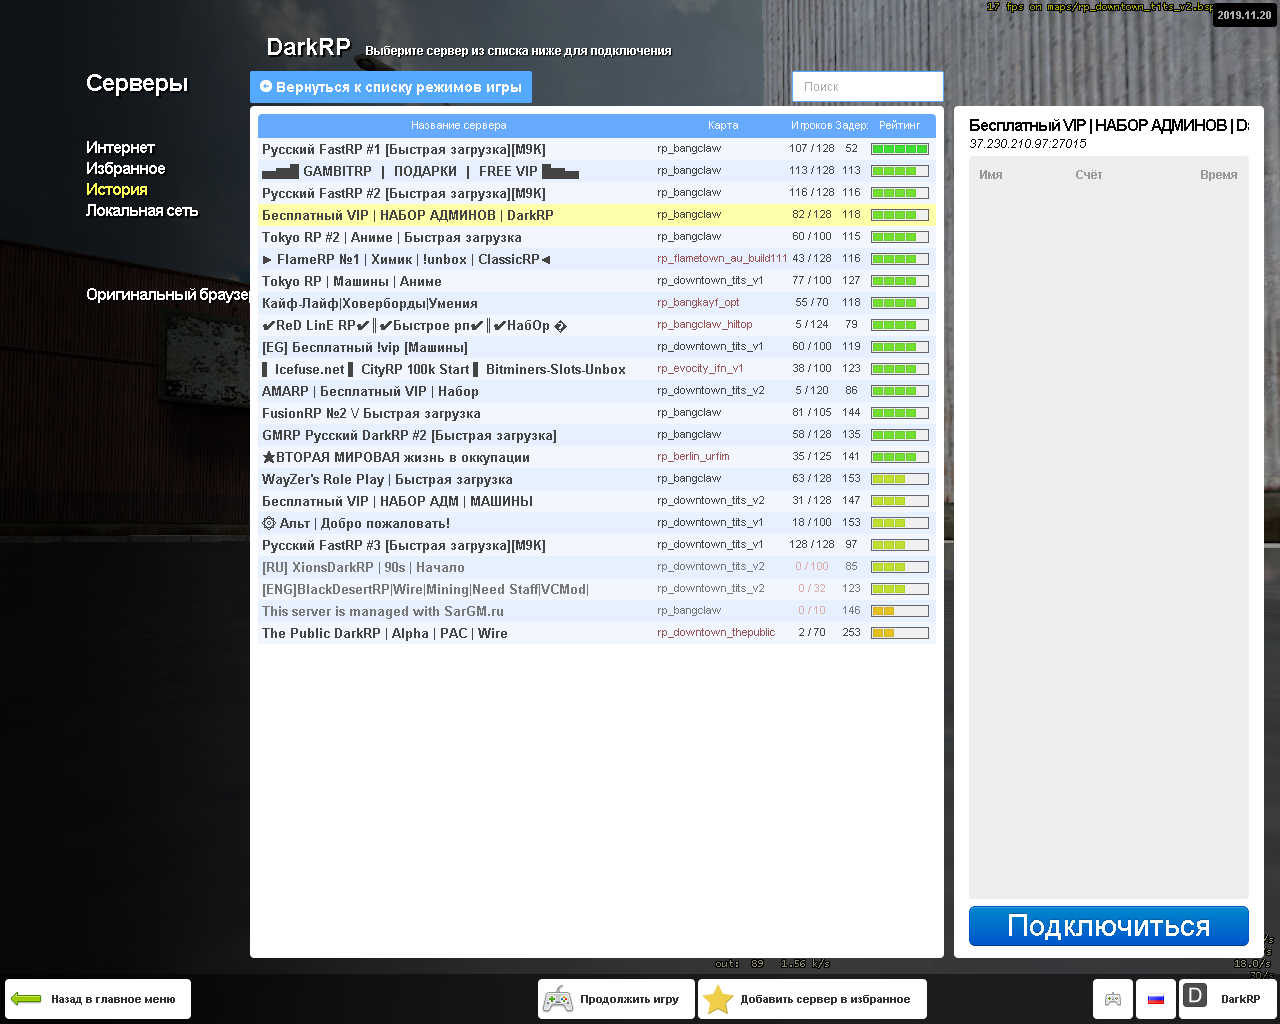 17 fps on maps/rp_downtown_tits_v2.bsp
2019.11.20
DarkRP Выберите сервер из списка ниже для подключения
Серверы
Вернуться к списку режимов игры
Поиск
Интернет
Избранное
История
Локальная сеть
Оригинальный браузе
Название сервера Карта Игроков Задер: Рейтинг
Русский FastRP #1 [Быстрая загрузка][M9K] rp_bangclaw 107 / 128 52
▄▅▆█ GAMBITRP | ПОДАРКИ | FREE VIP █▆▅▄ rp_bangclaw 113 / 128 113
Русский FastRP #2 [Быстрая загрузка][M9K] rp_bangclaw 116 / 128 116
Бесплатный VIP | НАБОР АДМИНОВ | DarkRP rp_bangclaw 82 / 128 118
Tokyo RP #2 | Аниме | Быстрая загрузка rp_bangclaw 60 / 100 115
► FlameRP №1 | Химик | !unbox | ClassicRP◄ rp_flametown_au_build111 43 / 128 116
Tokyo RP | Машины | Аниме rp_downtown_tits_v1 77 / 100 127
Кайф-Лайф|Ховерборды|Умения rp_bangkayf_opt 55 / 70 118
✔ReD LinE RP✔║✔Быстрое рп✔║✔НабОр � rp_bangclaw_hiltop 5 / 124 79
[EG] Бесплатный !vip [Машины] rp_downtown_tits_v1 60 / 100 119
▌ Icefuse.net ▌ CityRP 100k Start ▌ Bitminers-Slots-Unbox rp_evocity_ifn_v1 38 / 100 123
AMARP | Бесплатный VIP | Набор rp_downtown_tits_v2 5 / 120 86
FusionRP №2 \/ Быстрая загрузка rp_bangclaw 81 / 105 144
GMRP Русский DarkRP #2 [Быстрая загрузка] rp_bangclaw 58 / 128 135
★ВТОРАЯ МИРОВАЯ жизнь в оккупации rp_berlin_urfim 35 / 125 141
WayZer's Role Play | Быстрая загрузка rp_bangclaw 63 / 128 153
Бесплатный VIP | НАБОР АДМ | МАШИНЫ rp_downtown_tits_v2 31 / 128 147
۞ Альт | Добро пожаловать! rp_downtown_tits_v1 18 / 100 153
Русский FastRP #3 [Быстрая загрузка][M9K] rp_downtown_tits_v1 128 / 128 97
[RU] XionsDarkRP | 90s | Начало rp_downtown_tits_v2 0 / 100 85
[ENG]BlackDesertRP|Wire|Mining|Need Staff|VCMod| rp_downtown_tits_v2 0 / 32 123
This server is managed with SarGM.ru rp_bangclaw 0 / 10 146
The Public DarkRP | Alpha | PAC | Wire rp_downtown_thepublic 2 / 70 253
Бесплатный VIP | НАБОР АДМИНОВ | Da
37.230.210.97:27015
Имя Счёт Время
Подключиться
out: 89 1.56 k/s
18.0/s
Назад в главное меню
Продолжить игру
Добавить сервер в избранное
D DarkRP